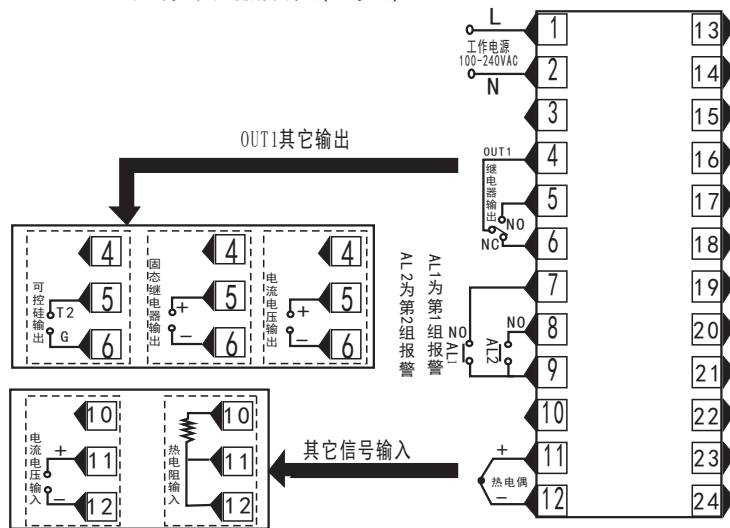 L
工作电源
100-240VAC
N
1
2
3
4
5
6
7
8
9
10
11
12
13
14
15
16
17
18
19
20
21
22
23
24
OUT1
继电器输出
NO
NC
AL1为第1组报警
AL2为第2组报警
NO
AL1
NO
AL2
+
热电偶
−
OUT1其它输出
可控硅输出
4
5
6
T2
G
固态继电器输出
4
5
6
+
−
电流电压输出
4
5
6
+
−
其它信号输入
电流电压输入
10
11
12
+
−
热电阻输入
10
11
12